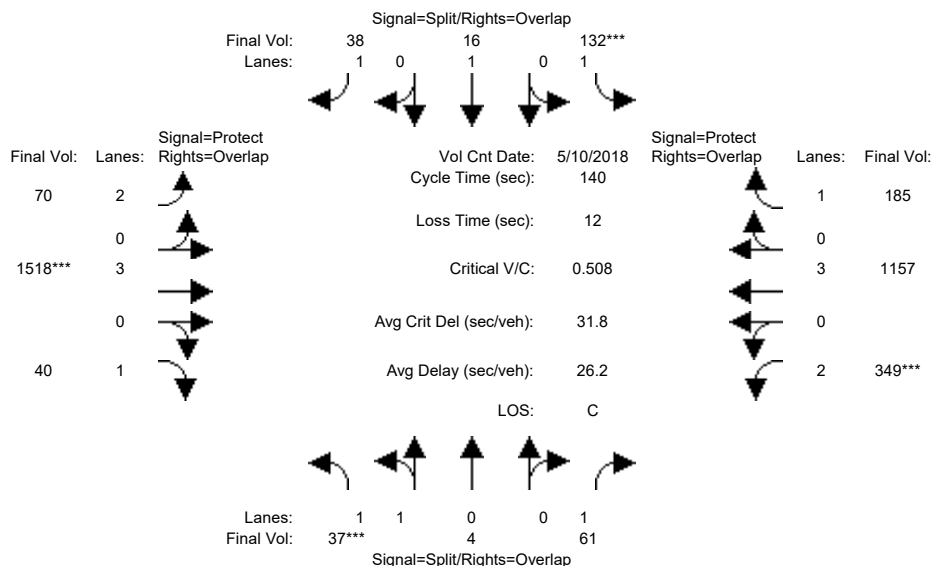 Signal=Split/Rights=Overlap
Final Vol: 38 16 132***
Lanes: 1 0 1 0 1
Signal=Protect
Final Vol: Lanes: Rights=Overlap
Vol Cnt Date: 5/10/2018
Signal=Protect
Rights=Overlap Lanes: Final Vol:
Cycle Time (sec): 140
70 2
1 185
Loss Time (sec): 12
0
0
1518*** 3
Critical V/C: 0.508
3 1157
0
Avg Crit Del (sec/veh): 31.8
0
40 1
Avg Delay (sec/veh): 26.2
2 349***
LOS: C
Lanes: 1 1 0 0 1
Final Vol: 37*** 4 61
Signal=Split/Rights=Overlap